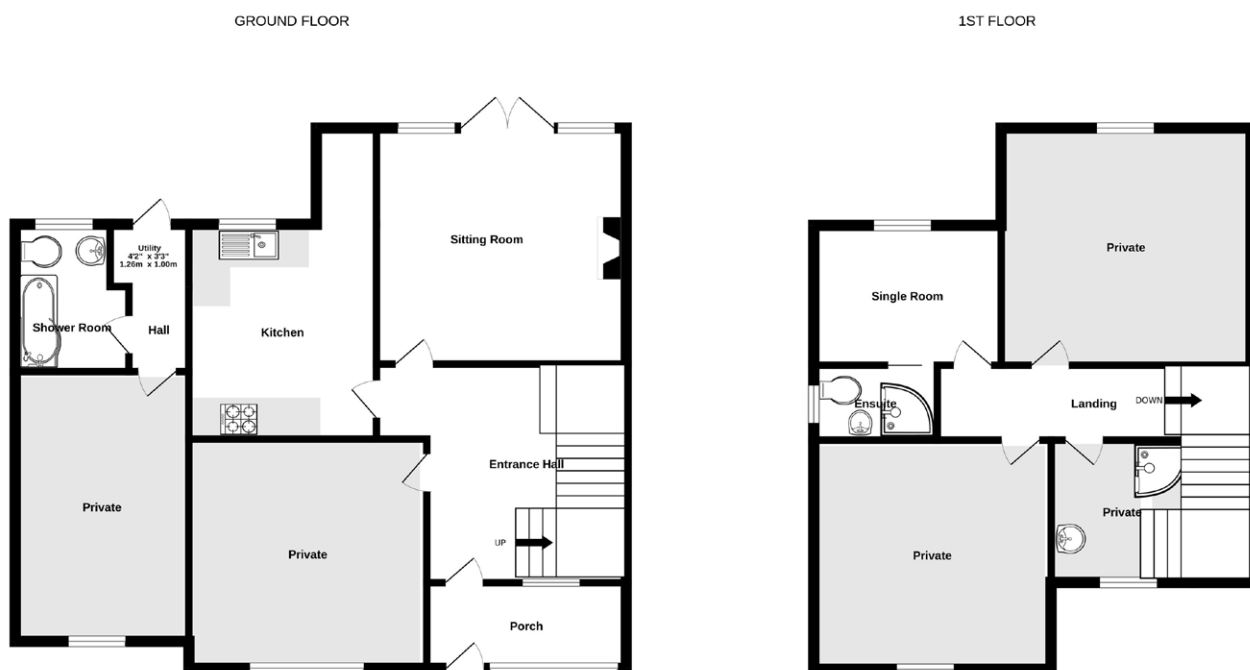 GROUND FLOOR
Utility
4'2" x 3'3"
1.26m x 1.00m
Sitting Room
Shower Room
Hall
Kitchen
Entrance Hall
Private
UP
Private
Porch
1ST FLOOR
Private
Single Room
Ensuite
Landing
DOWN
Private
Private